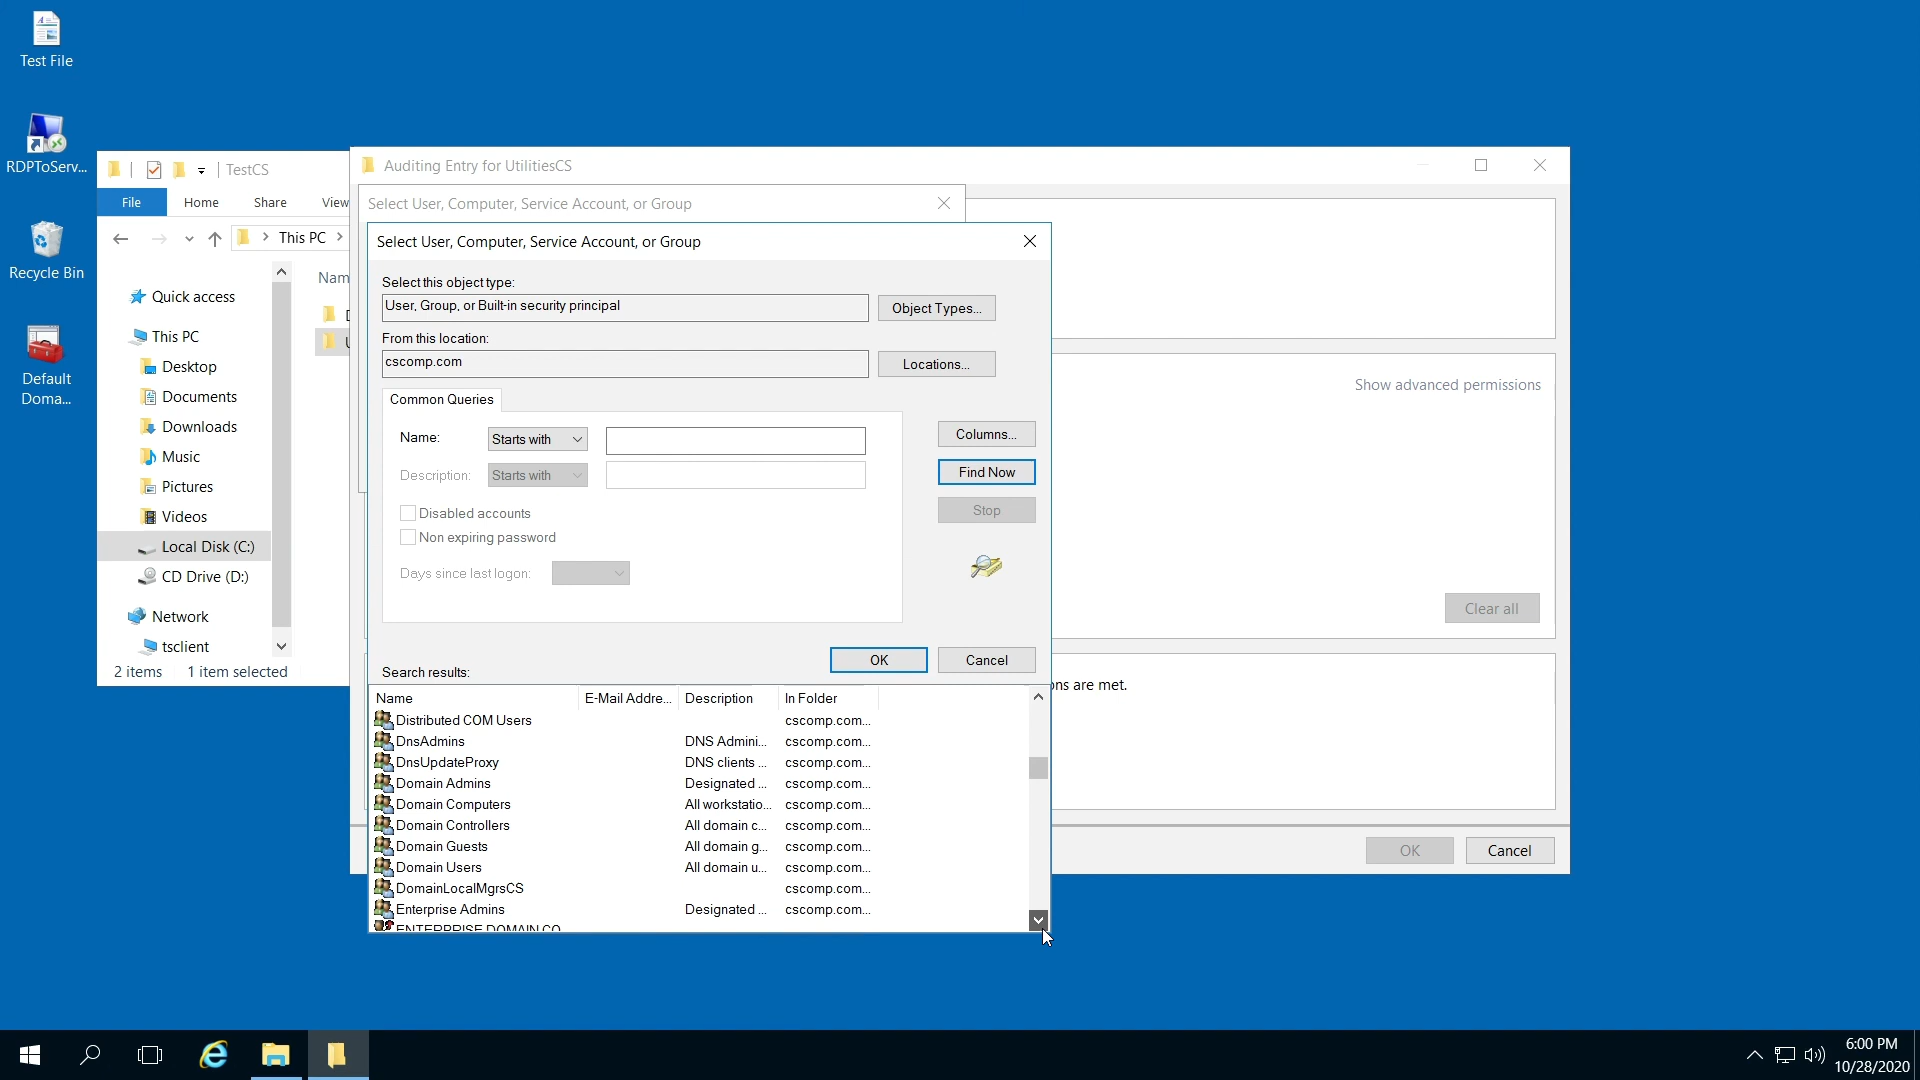 Test File
RDPToServ...
Recycle Bin
Default
Doma...
TestCS
File
Home
Share
View
This PC
Nam
Quick access
This PC
Desktop
Documents
Downloads
Music
Pictures
Videos
Local Disk (C:)
CD Drive (D:)
Network
tsclient
2 items
1 item selected
Auditing Entry for UtilitiesCS
Select User, Computer, Service Account, or Group
Select User, Computer, Service Account, or Group
Select this object type:
User, Group, or Built-in security principal
Object Types...
From this location:
cscomp.com
Locations...
Common Queries
Name:
Starts with
Description:
Starts with
Columns...
Find Now
Stop
Disabled accounts
Non expiring password
Days since last logon:
OK
Cancel
Search results:
Name E-Mail Addre... Description In Folder
Distributed COM Users cscomp.com...
DnsAdmins DNS Admini... cscomp.com...
DnsUpdateProxy DNS clients ... cscomp.com...
Domain Admins Designated ... cscomp.com...
Domain Computers All workstatio... cscomp.com...
Domain Controllers All domain c... cscomp.com...
Domain Guests All domain g... cscomp.com...
Domain Users All domain u... cscomp.com...
DomainLocalMgrsCS cscomp.com...
Enterprise Admins Designated ... cscomp.com...
ENTERPRISE DOMAIN CO
Show advanced permissions
Clear all
ons are met.
OK
Cancel
6:00 PM
10/28/2020